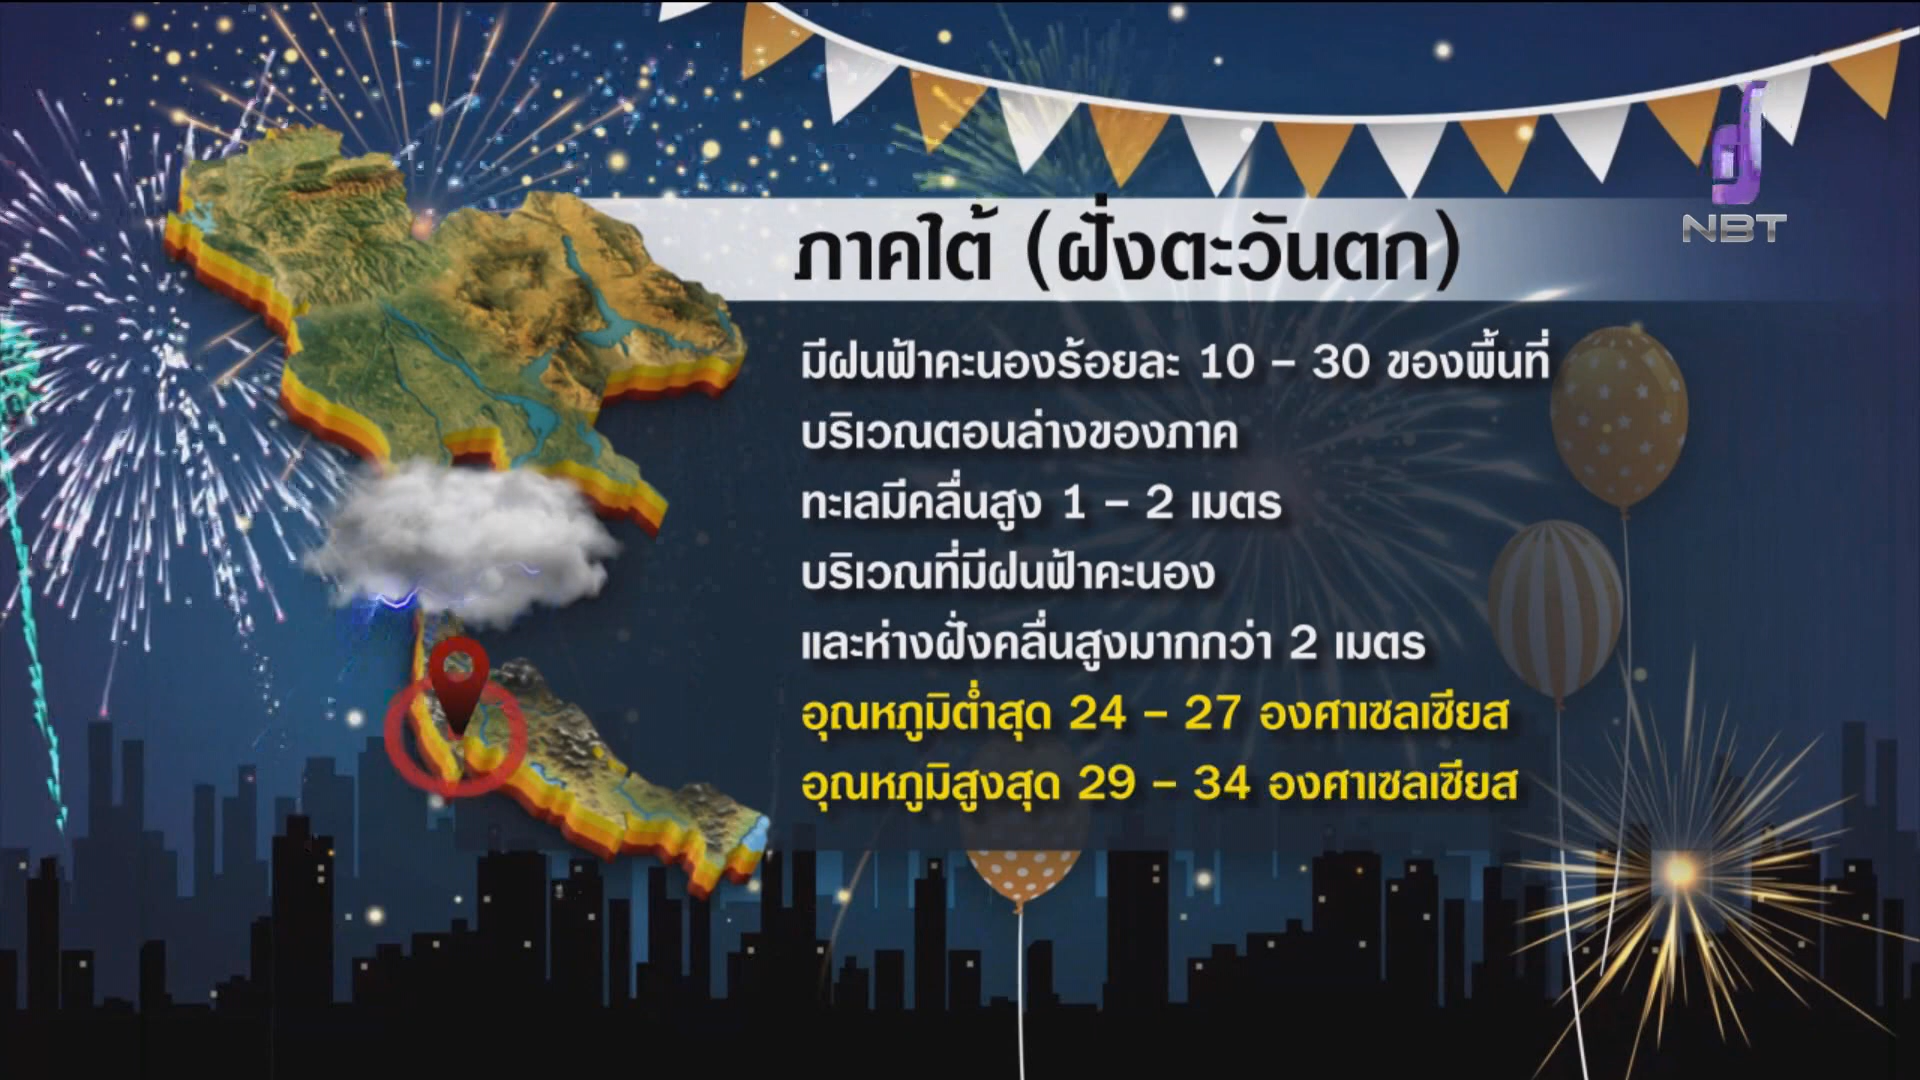 ภาคใต้ (ฝั่งตะวันตก)
NBT
มีฝนฟ้าคะนองร้อยละ 10 – 30 ของพื้นที่
บริเวณตอนล่างของภาค
ทะเลมีคลื่นสูง 1 – 2 เมตร
บริเวณที่มีฝนฟ้าคะนอง
และห่างฝั่งคลื่นสูงมากกว่า 2 เมตร
อุณหภูมิต่ำสุด 24 – 27 องศาเซลเซียส
อุณหภูมิสูงสุด 29 – 34 องศาเซลเซียส